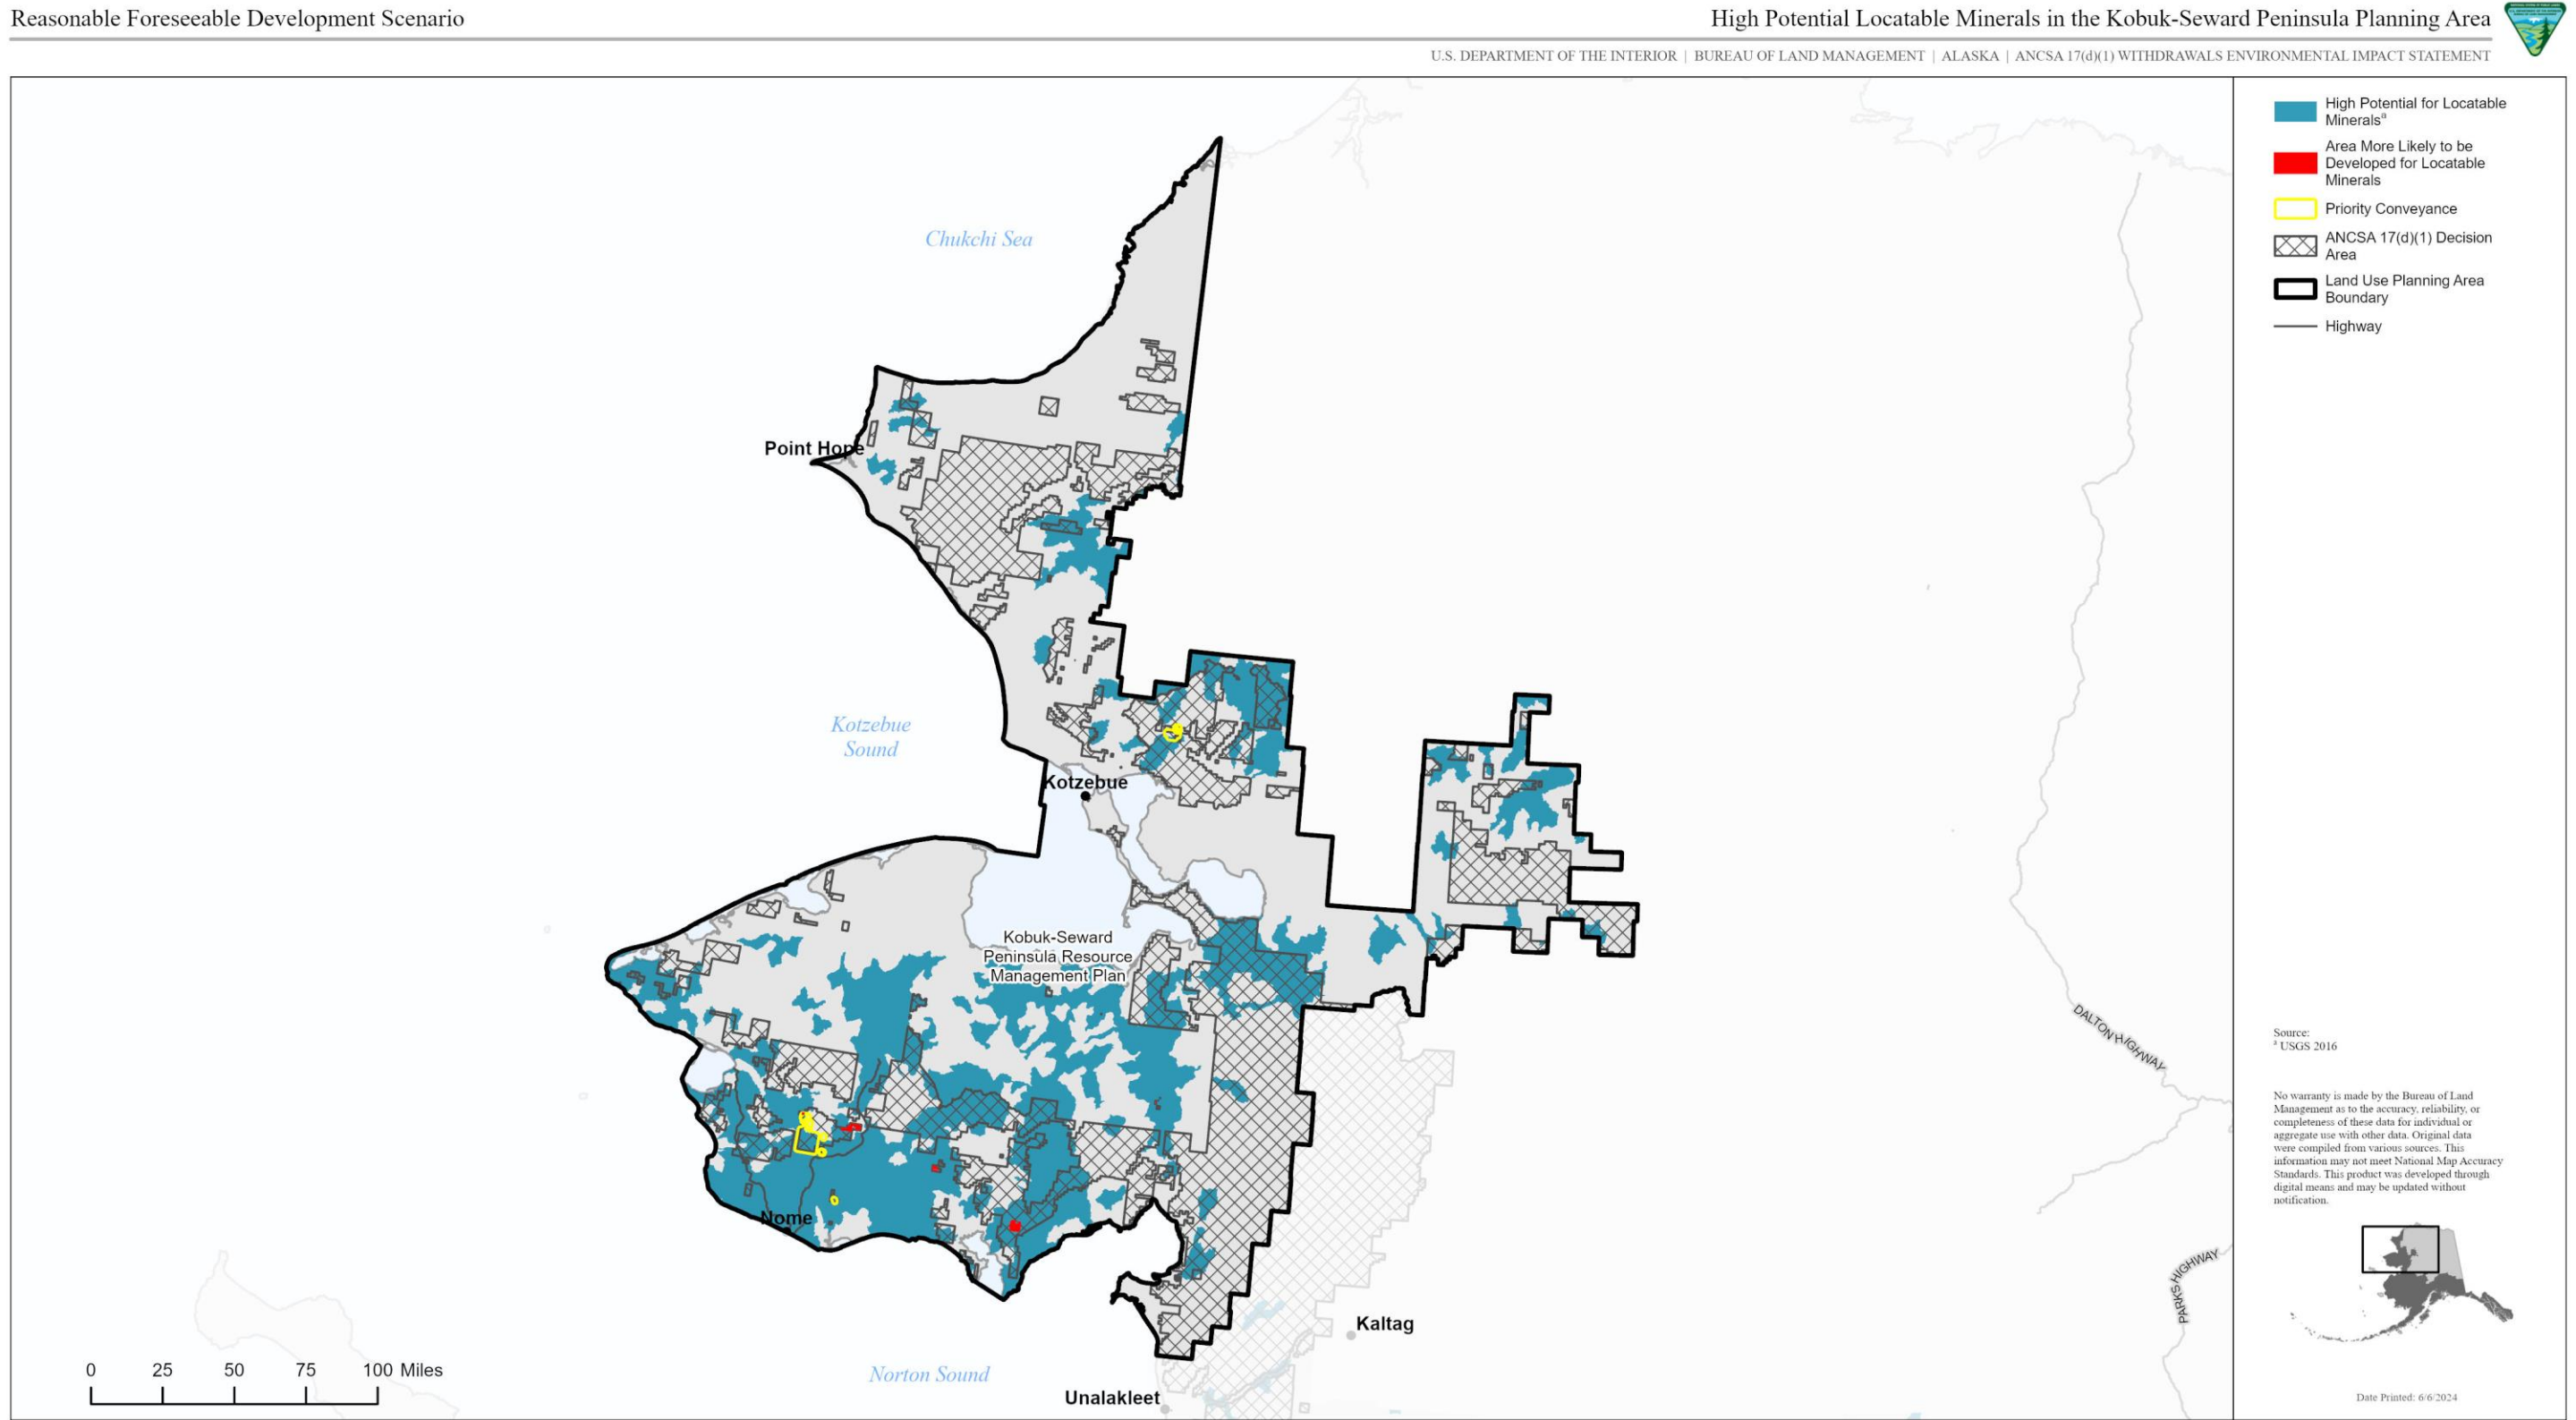 Reasonable Foreseeable Development Scenario
High Potential Locatable Minerals in the Kobuk-Seward Peninsula Planning Area
U.S. DEPARTMENT OF THE INTERIOR | BUREAU OF LAND MANAGEMENT | ALASKA | ANCSA 17(d)(1) WITHDRAWALS ENVIRONMENTAL IMPACT STATEMENT
High Potential for Locatable
Mineralsᵃ
Area More Likely to be
Developed for Locatable
Minerals
Priority Conveyance
ANCSA 17(d)(1) Decision
Area
Land Use Planning Area
Boundary
Highway
Chukchi Sea
Point Hope
Kotzebue
Sound
Kotzebue
Kobuk-Seward
Peninsula Resource
Management Plan
Nome
Kaltag
Norton Sound
Unalakleet
DALTON HIGHWAY
PARKS HIGHWAY
0 25 50 75 100 Miles
Source:
ᵃ USGS 2016
No warranty is made by the Bureau of Land
Management as to the accuracy, reliability, or
completeness of these data for individual or
aggregate use with other data. Original data
were compiled from various sources. This
information may not meet National Map Accuracy
Standards. This product was developed through
digital means and may be updated without
notification.
Date Printed: 6/6/2024